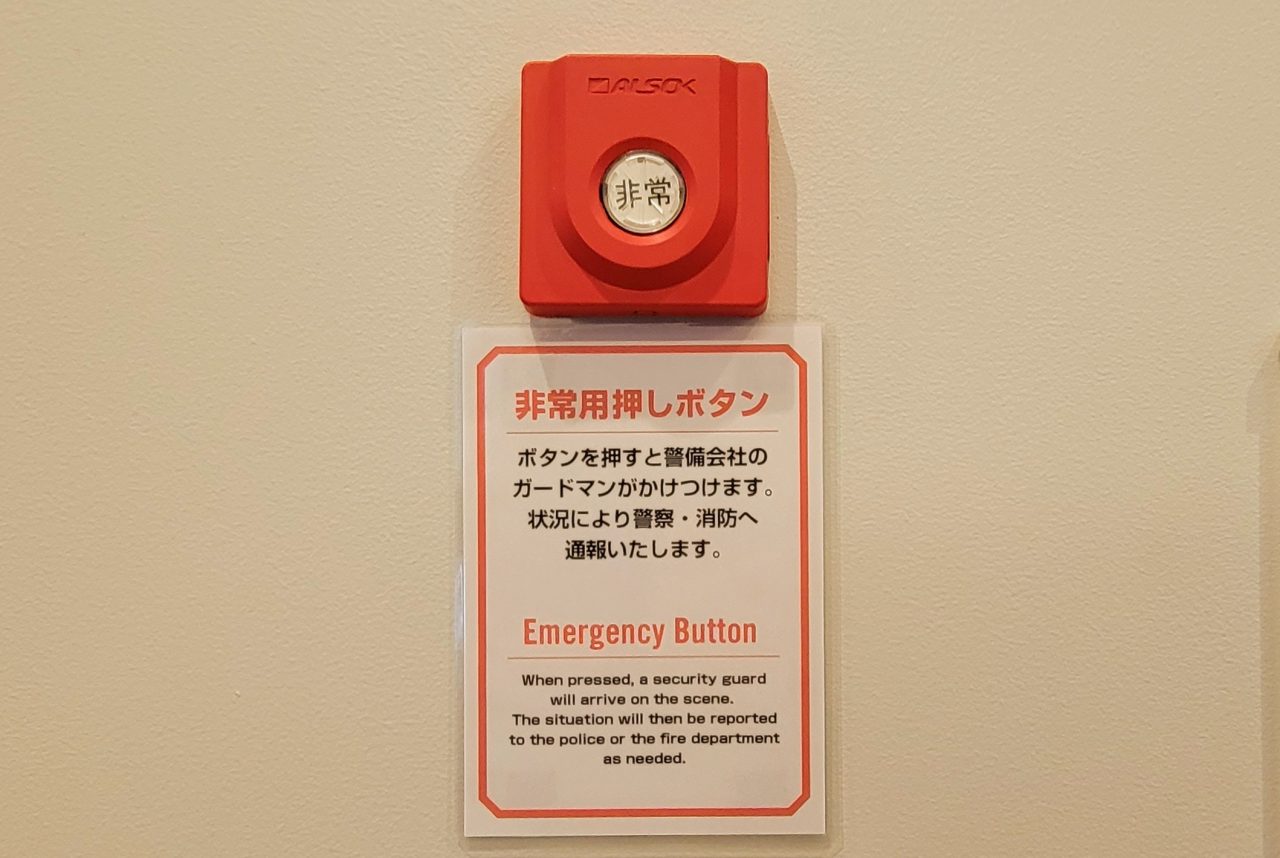 ALSOK
非常
非常用押しボタン
ボタンを押すと警備会社の
ガードマンがかけつけます。
状況により警察・消防へ
通報いたします。
Emergency Button
When pressed, a security guard
will arrive on the scene.
The situation will then be reported
to the police or the fire department
as needed.